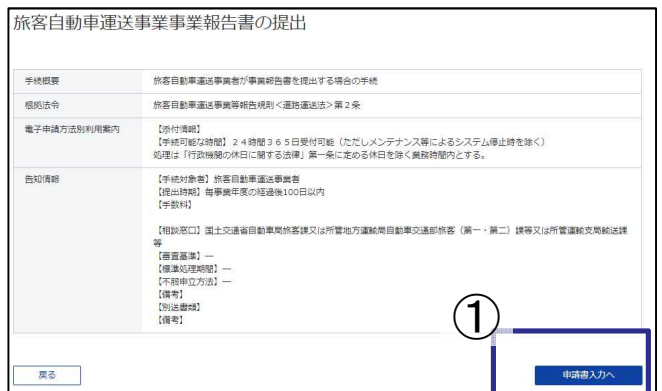 旅客自動車運送事業事業報告書の提出
手続概要
旅客自動車運送事業者が事業報告書を提出する場合の手続
根拠法令
旅客自動車運送事業等報告規則＜道路運送法＞第２条
電子申請方法別利用案内
【添付情報】
【手続可能な時間】２４時間３６５日受付可能（ただしメンテナンス等によるシステム停止時を除く）
処理は「行政機関の休日に関する法律」第一条に定める休日を除く業務時間内とする。
告知情報
【手続対象者】旅客自動車運送事業者
【提出時期】毎事業年度の経過後100日以内
【手数料】
【相談窓口】国土交通省自動車局旅客課又は所管地方運輸局自動車交通部旅客（第一・第二）課等又は所管運輸支局輸送課
等
【審査基準】―
【標準処理期間】―
【不服申立方法】―
【備考】
【別送書類】
【備考】
①
戻る
申請書入力へ